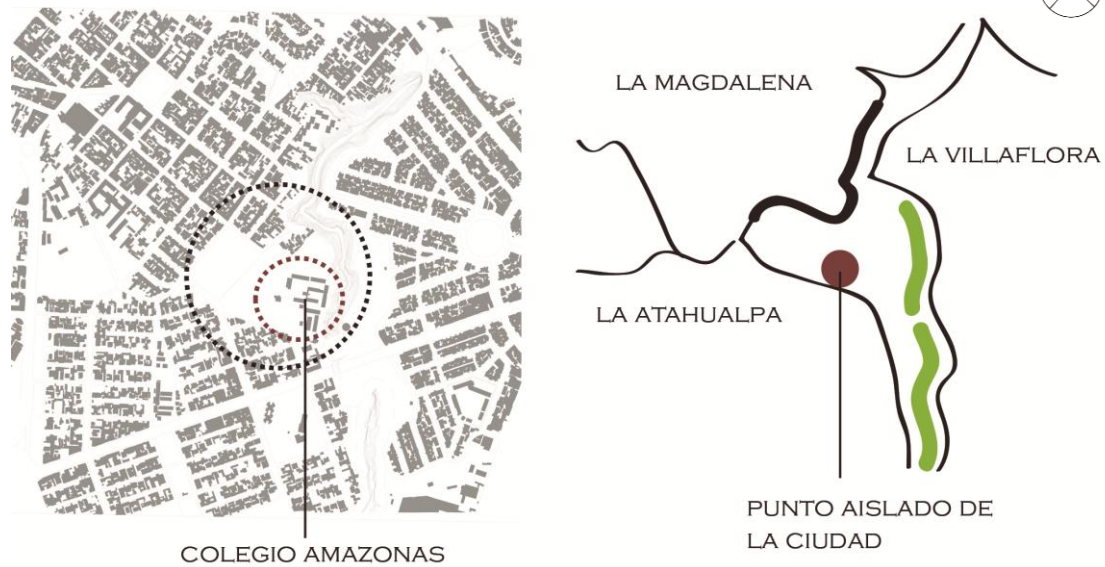 LA MAGDALENA
LA VILLAFLORA
LA ATAHUALPA
COLEGIO AMAZONAS
PUNTO AISLADO DE
LA CIUDAD